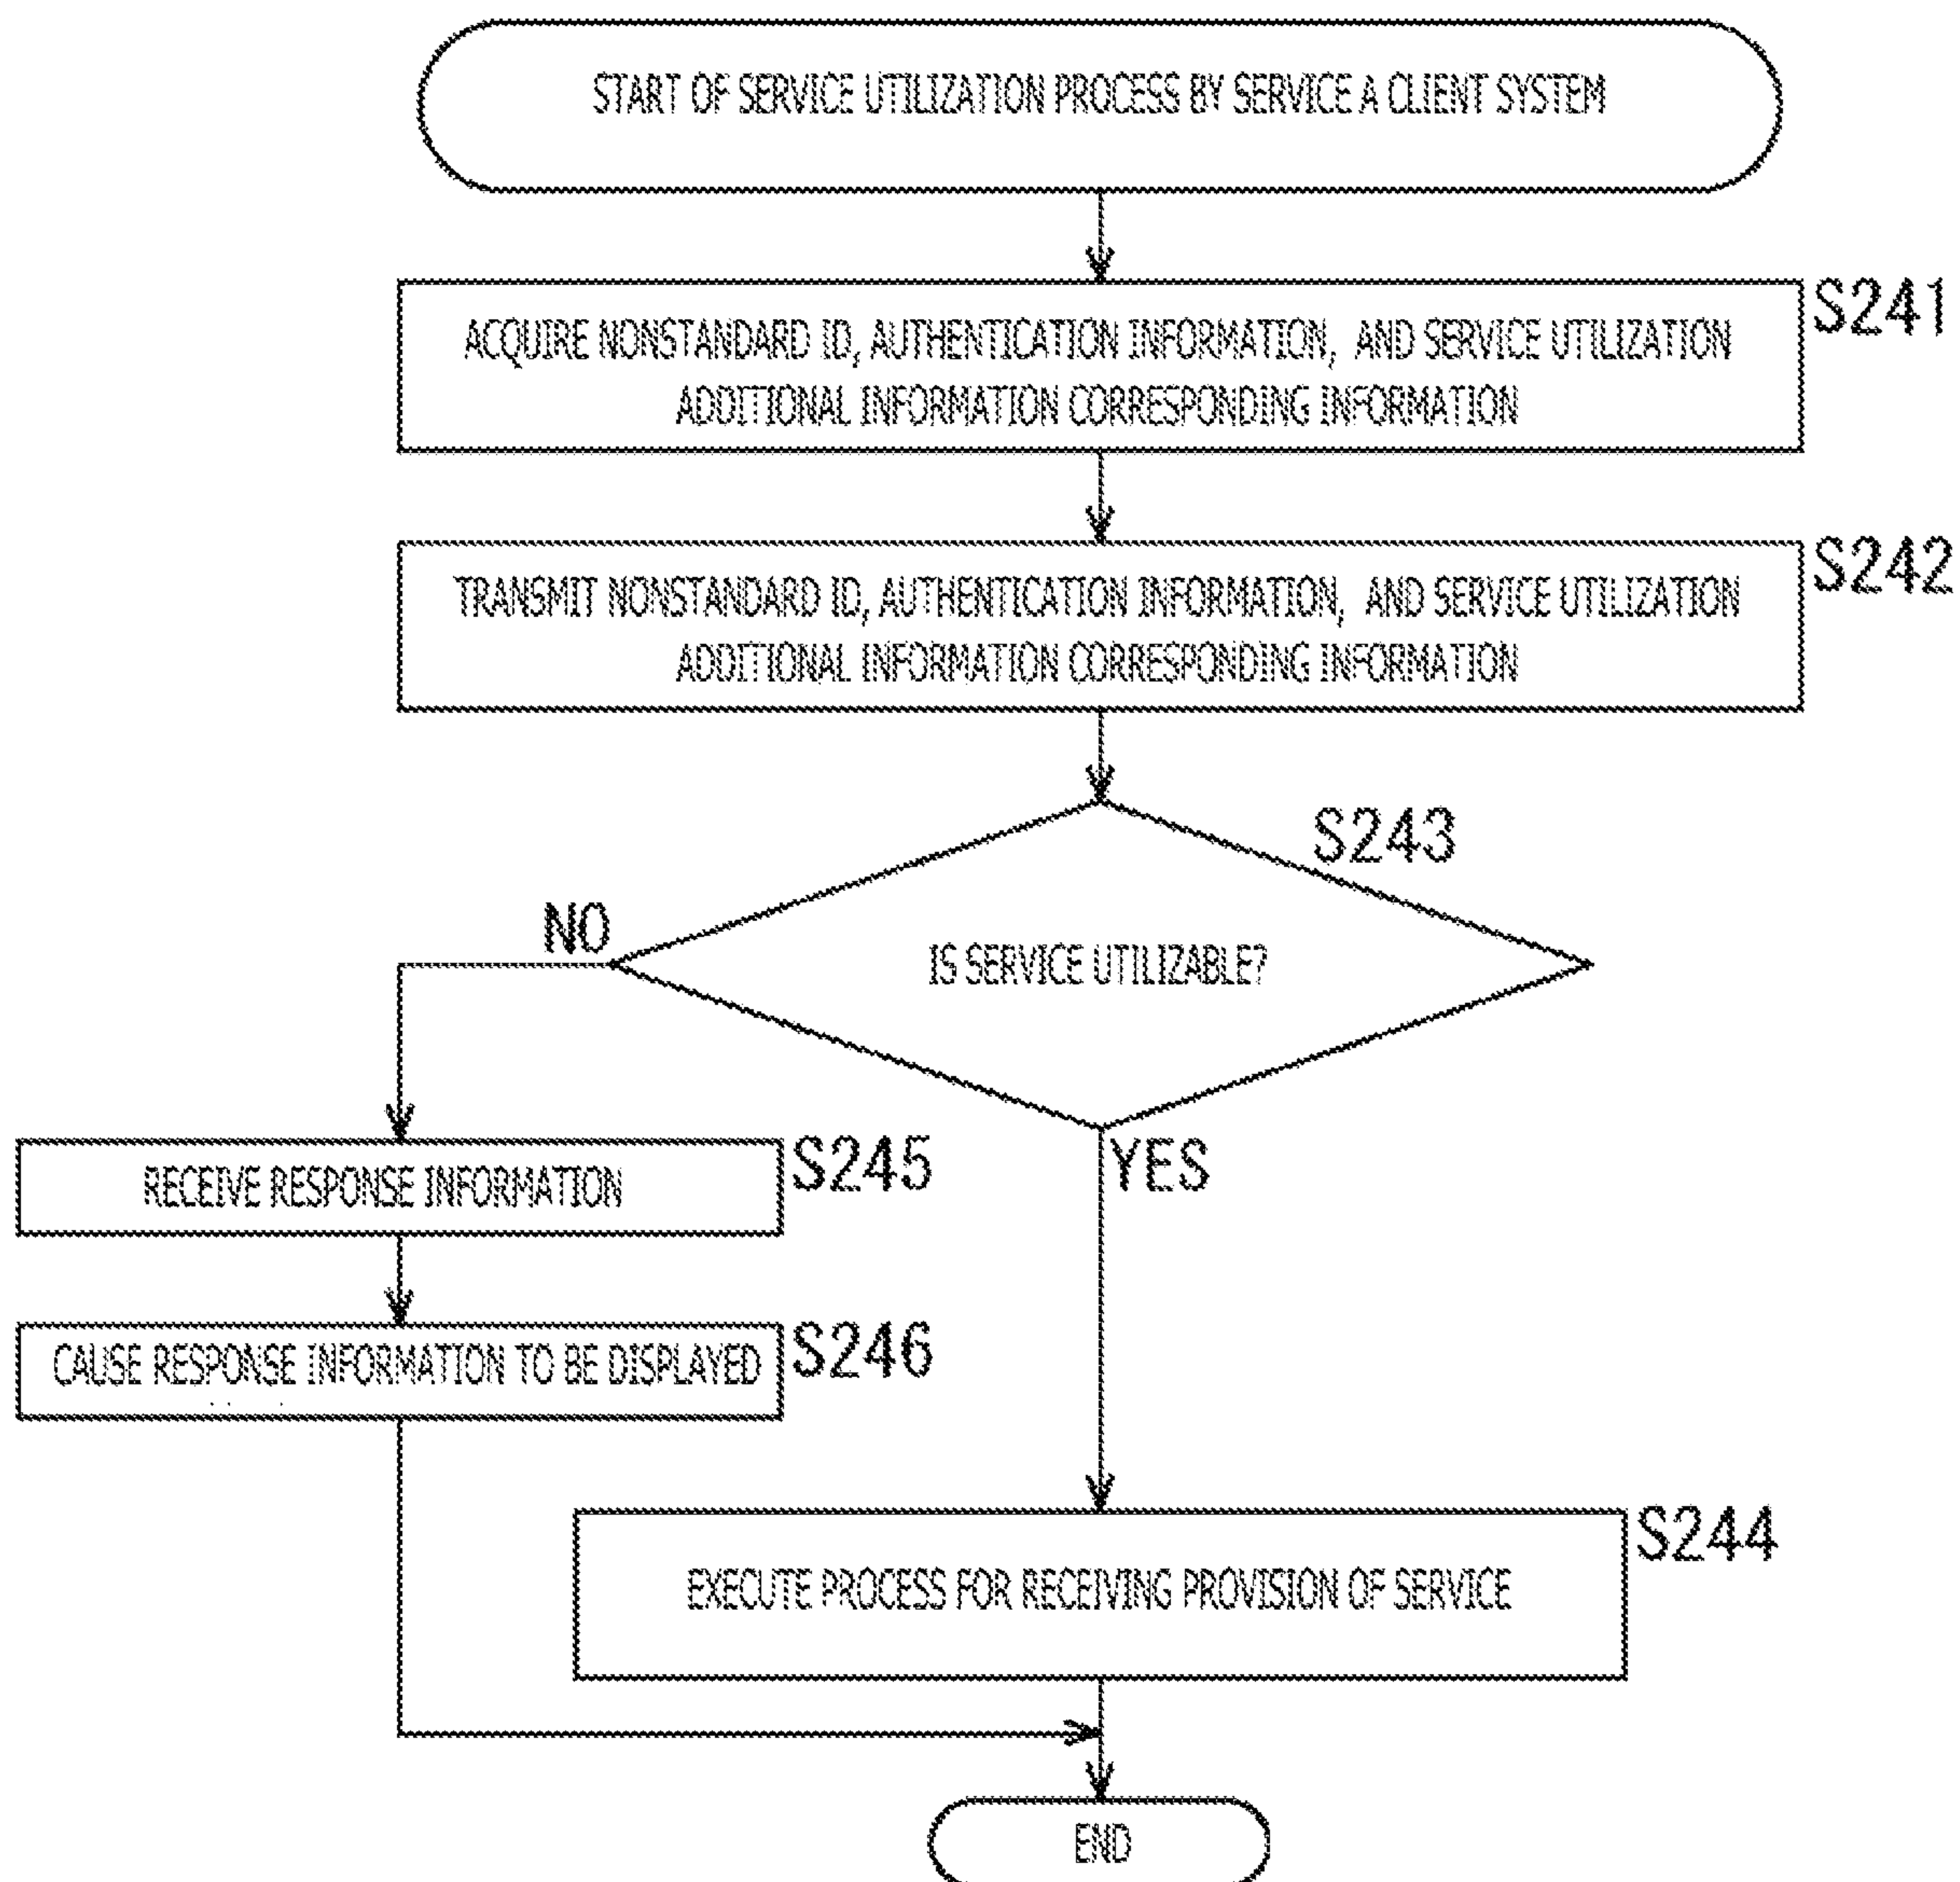 START OF SERVICE UTILIZATION PROCESS BY SERVICE A CLIENT SYSTEM
S241
ACQUIRE NONSTANDARD ID, AUTHENTICATION INFORMATION, AND SERVICE UTILIZATION
ADDITIONAL INFORMATION CORRESPONDING INFORMATION
S242
TRANSMIT NONSTANDARD ID, AUTHENTICATION INFORMATION, AND SERVICE UTILIZATION
ADDITIONAL INFORMATION CORRESPONDING INFORMATION
S243
NO
IS SERVICE UTILIZABLE?
YES
S245
RECEIVE RESPONSE INFORMATION
S246
CAUSE RESPONSE INFORMATION TO BE DISPLAYED
S244
EXECUTE PROCESS FOR RECEIVING PROVISION OF SERVICE
END